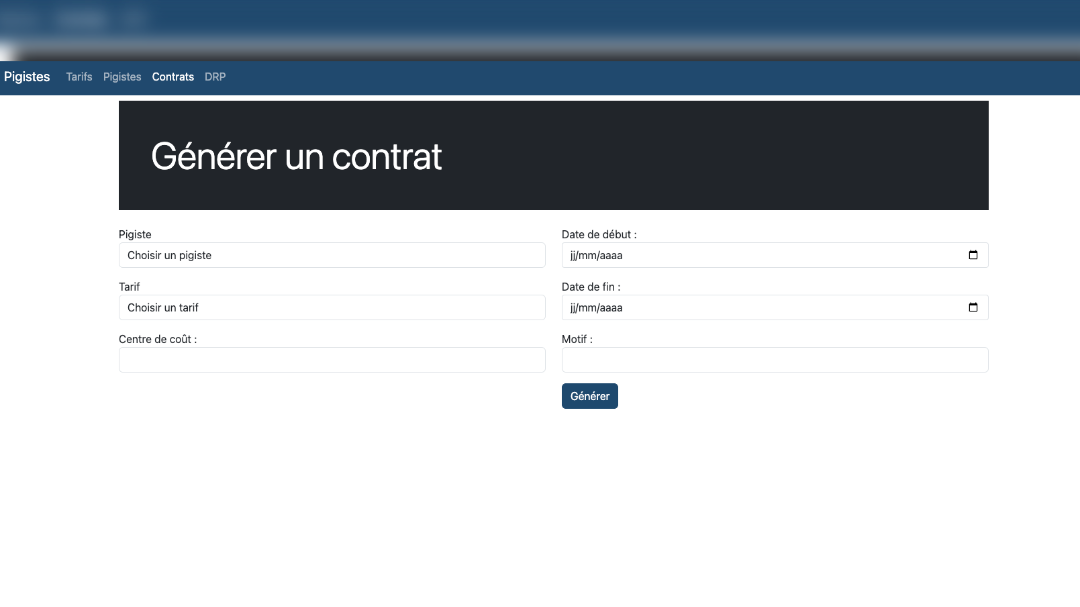 Pigistes Tarifs Pigistes Contrats DRP
Générer un contrat
Pigiste
Choisir un pigiste
Date de début :
jj/mm/aaaa
Tarif
Choisir un tarif
Date de fin :
jj/mm/aaaa
Centre de coût :
Motif :
Générer